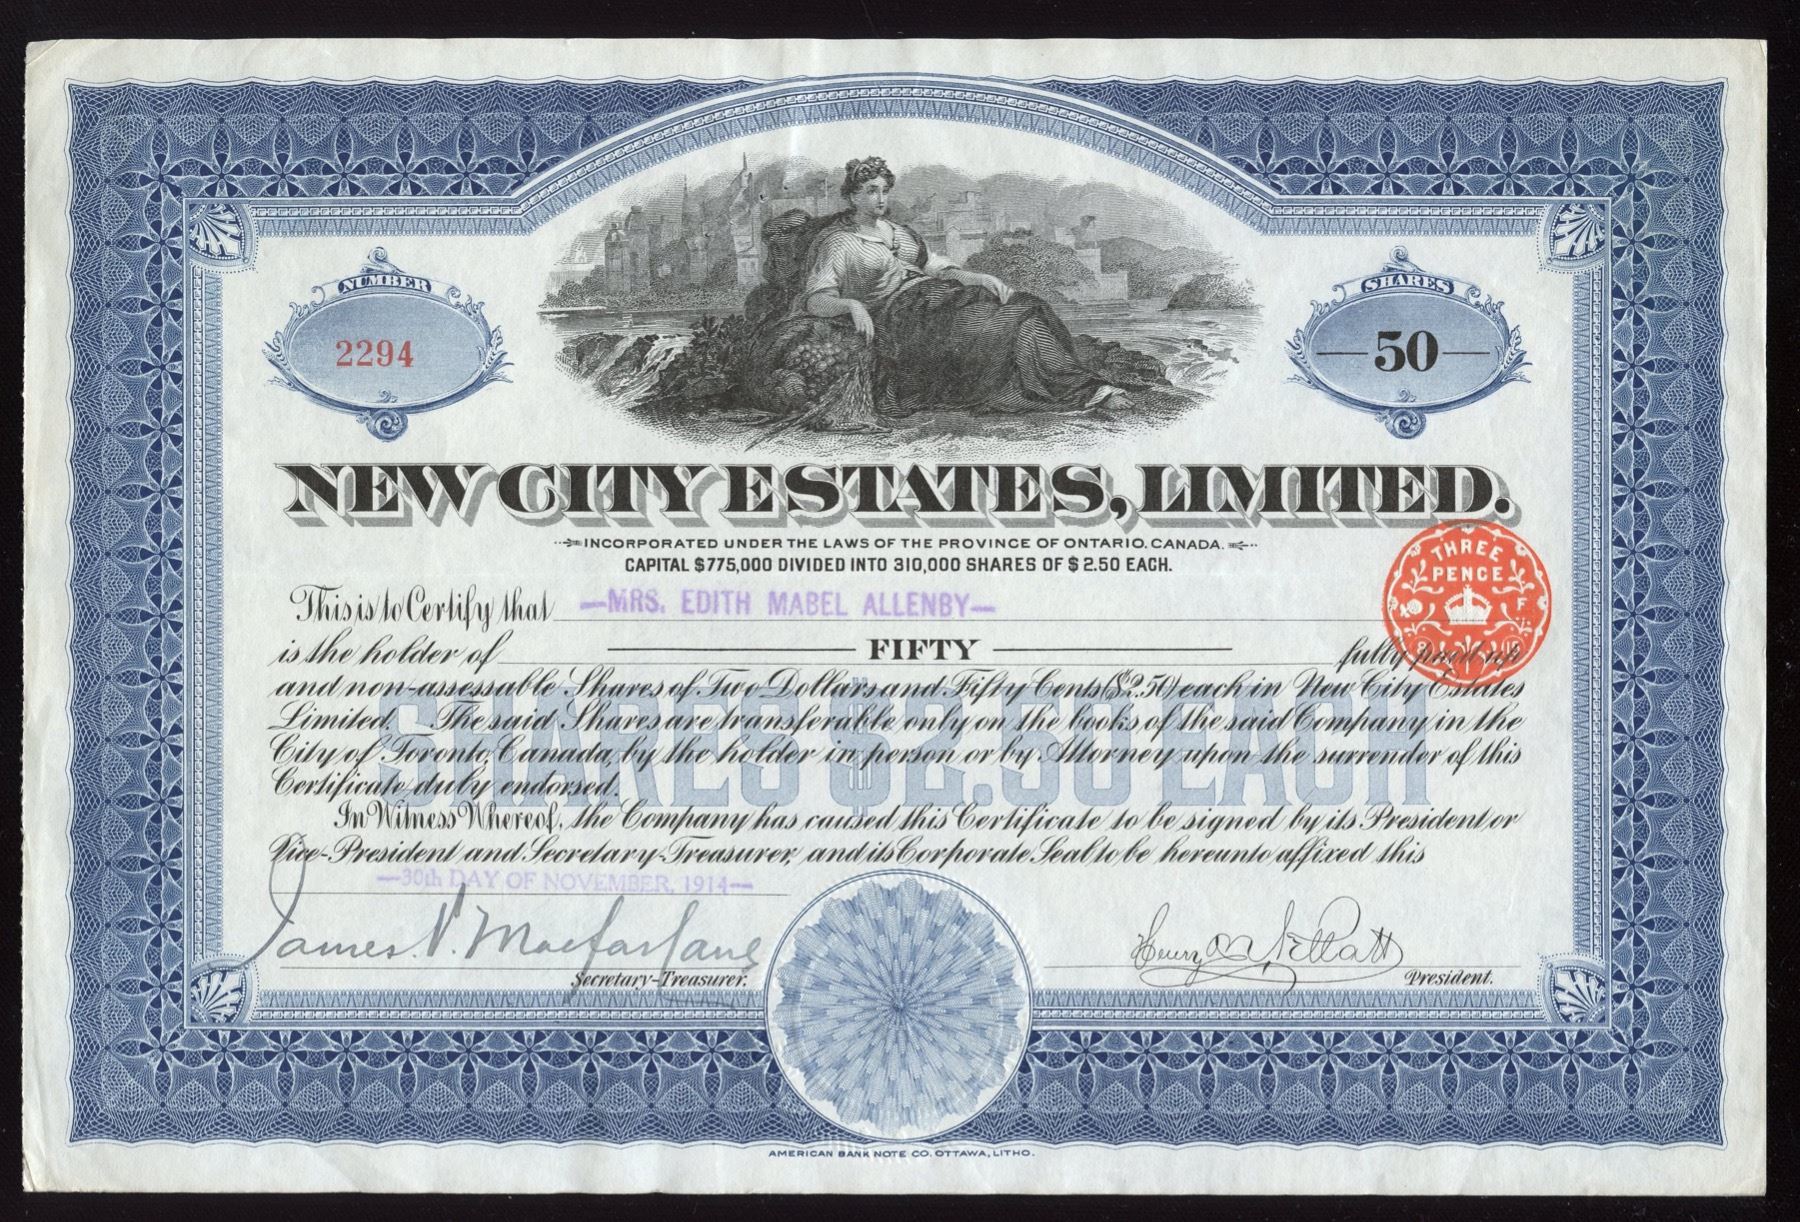 NUMBER
2294
SHARES
50
NEW CITY ESTATES, LIMITED.
INCORPORATED UNDER THE LAWS OF THE PROVINCE OF ONTARIO. CANADA.
CAPITAL $775,000 DIVIDED INTO 310,000 SHARES OF $2.50 EACH.
THREE
PENCE
This is to Certify that —MRS. EDITH MABEL ALLENBY—
is the holder of FIFTY fully paid up
and non-assessable Shares of Two Dollars and Fifty Cents ($2.50) each in New City Estates
Limited. The said Shares are transferable only on the books of the said Company in the
City of Toronto, Canada, by the holder in person or by Attorney upon the surrender of this
Certificate duly endorsed.
SHARES $2.50 EACH
In Witness Whereof, the Company has caused this Certificate to be signed by its President or
Vice-President and Secretary-Treasurer, and its Corporate Seal to be hereunto affixed this
—30th DAY OF NOVEMBER, 1914—
James Macfarlane
Secretary-Treasurer.
Henry Pellatt
President.
AMERICAN BANK NOTE CO. OTTAWA, LITHO.